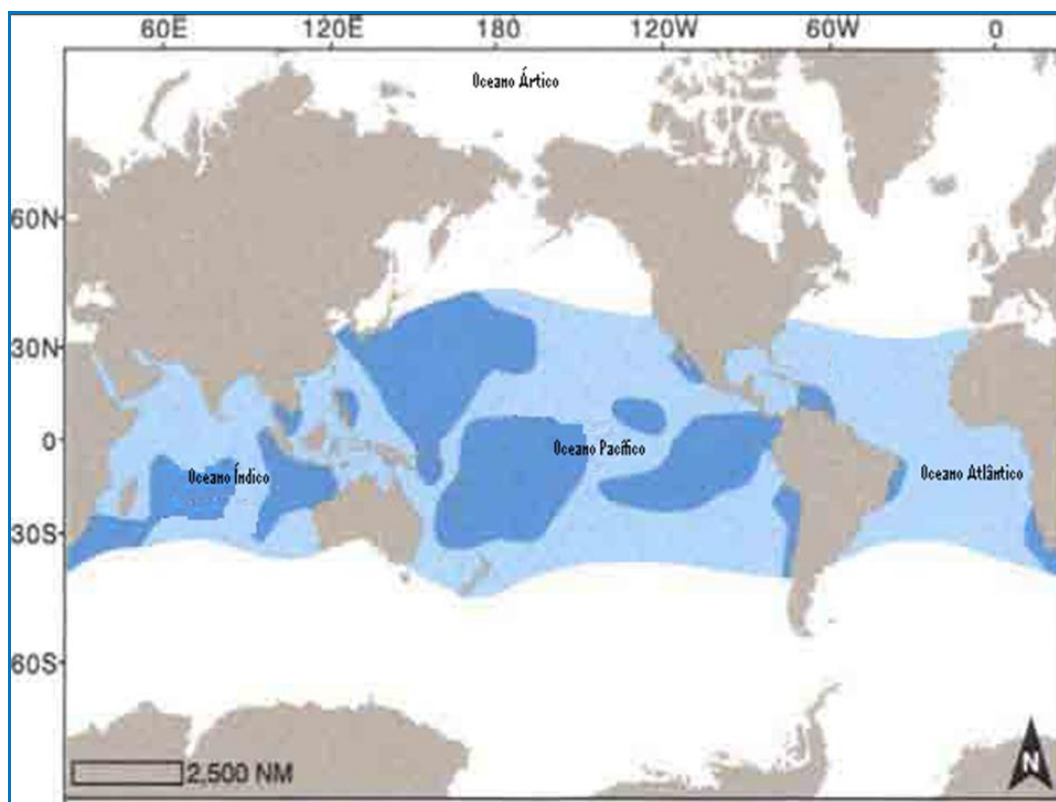 60E 120E 180 120W 60W 0
Oceano Ártico
60N
30N
0
Oceano Pacífico
Oceano Índico
Oceano Atlântico
30S
60S
2,500 NM
N